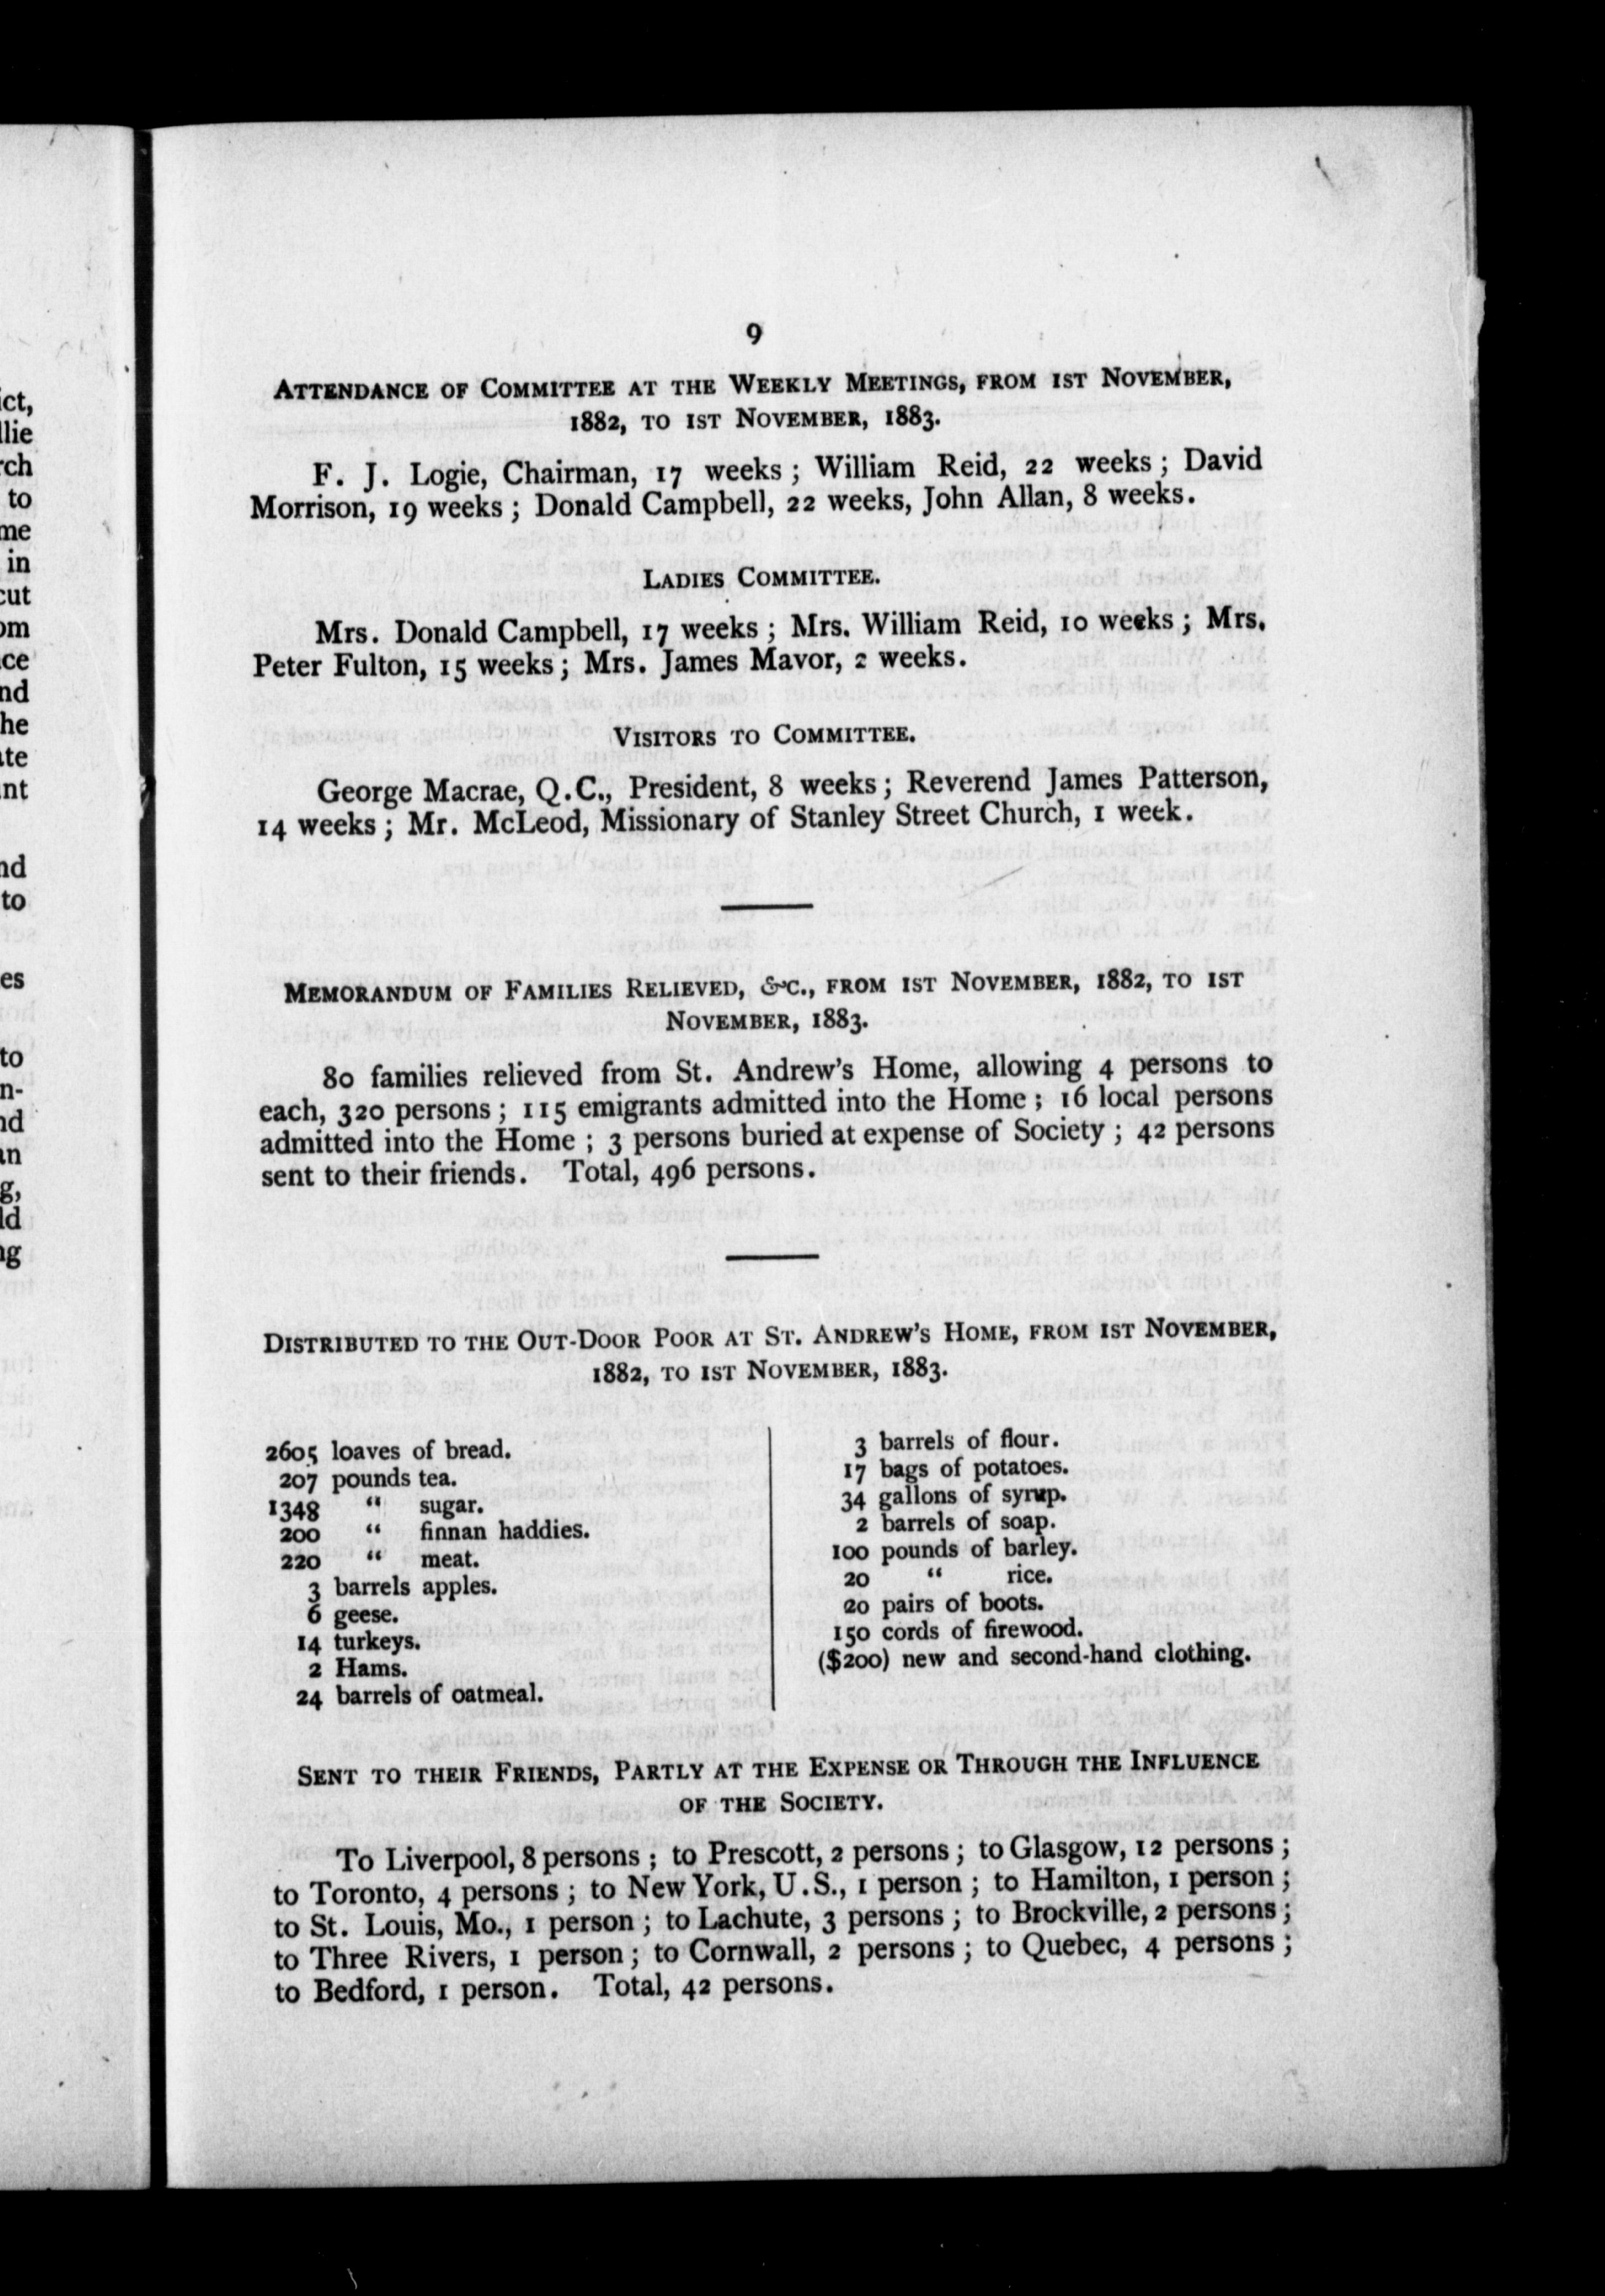 9
ATTENDANCE OF COMMITTEE AT THE WEEKLY MEETINGS, FROM 1ST NOVEMBER,
1882, TO 1ST NOVEMBER, 1883.
F. J. Logie, Chairman, 17 weeks ; William Reid, 22 weeks ; David
Morrison, 19 weeks ; Donald Campbell, 22 weeks, John Allan, 8 weeks.
LADIES COMMITTEE.
Mrs. Donald Campbell, 17 weeks ; Mrs. William Reid, 10 weeks ; Mrs.
Peter Fulton, 15 weeks ; Mrs. James Mavor, 2 weeks.
VISITORS TO COMMITTEE.
George Macrae, Q.C., President, 8 weeks ; Reverend James Patterson,
14 weeks ; Mr. McLeod, Missionary of Stanley Street Church, 1 week.
MEMORANDUM OF FAMILIES RELIEVED, &C., FROM 1ST NOVEMBER, 1882, TO 1ST
NOVEMBER, 1883.
80 families relieved from St. Andrew's Home, allowing 4 persons to
each, 320 persons ; 115 emigrants admitted into the Home ; 16 local persons
admitted into the Home ; 3 persons buried at expense of Society ; 42 persons
sent to their friends. Total, 496 persons.
DISTRIBUTED TO THE OUT-DOOR POOR AT ST. ANDREW'S HOME, FROM 1ST NOVEMBER,
1882, TO 1ST NOVEMBER, 1883.
2605 loaves of bread.
207 pounds tea.
1348 " sugar.
200 " finnan haddies.
220 " meat.
3 barrels apples.
6 geese.
14 turkeys.
2 Hams.
24 barrels of oatmeal.
3 barrels of flour.
17 bags of potatoes.
34 gallons of syrup.
2 barrels of soap.
100 pounds of barley.
20 " rice.
20 pairs of boots.
150 cords of firewood.
($200) new and second-hand clothing.
SENT TO THEIR FRIENDS, PARTLY AT THE EXPENSE OR THROUGH THE INFLUENCE
OF THE SOCIETY.
To Liverpool, 8 persons ; to Prescott, 2 persons ; to Glasgow, 12 persons ;
to Toronto, 4 persons ; to New York, U.S., 1 person ; to Hamilton, 1 person ;
to St. Louis, Mo., 1 person ; to Lachute, 3 persons ; to Brockville, 2 persons ;
to Three Rivers, 1 person ; to Cornwall, 2 persons ; to Quebec, 4 persons ;
to Bedford, 1 person. Total, 42 persons.